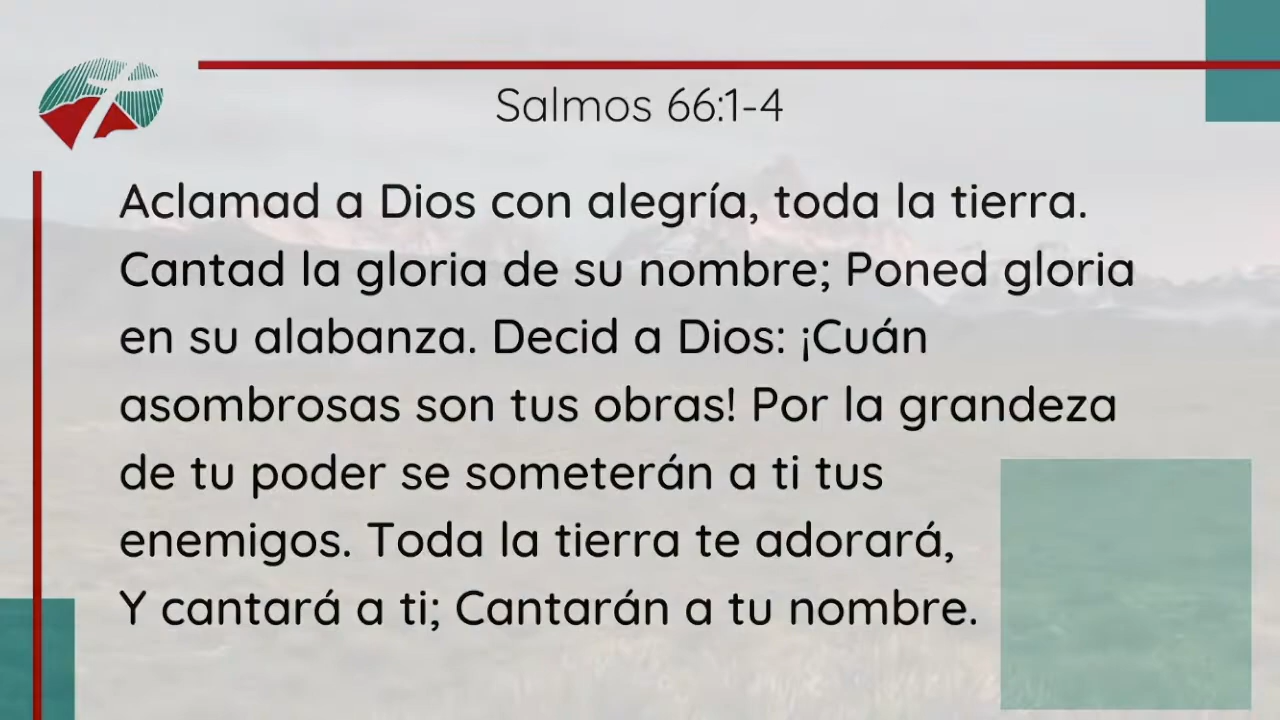 Salmos 66:1-4
Aclamad a Dios con alegría, toda la tierra.
Cantad la gloria de su nombre; Poned gloria
en su alabanza. Decid a Dios: ¡Cuán
asombrosas son tus obras! Por la grandeza
de tu poder se someterán a ti tus
enemigos. Toda la tierra te adorará,
Y cantará a ti; Cantarán a tu nombre.